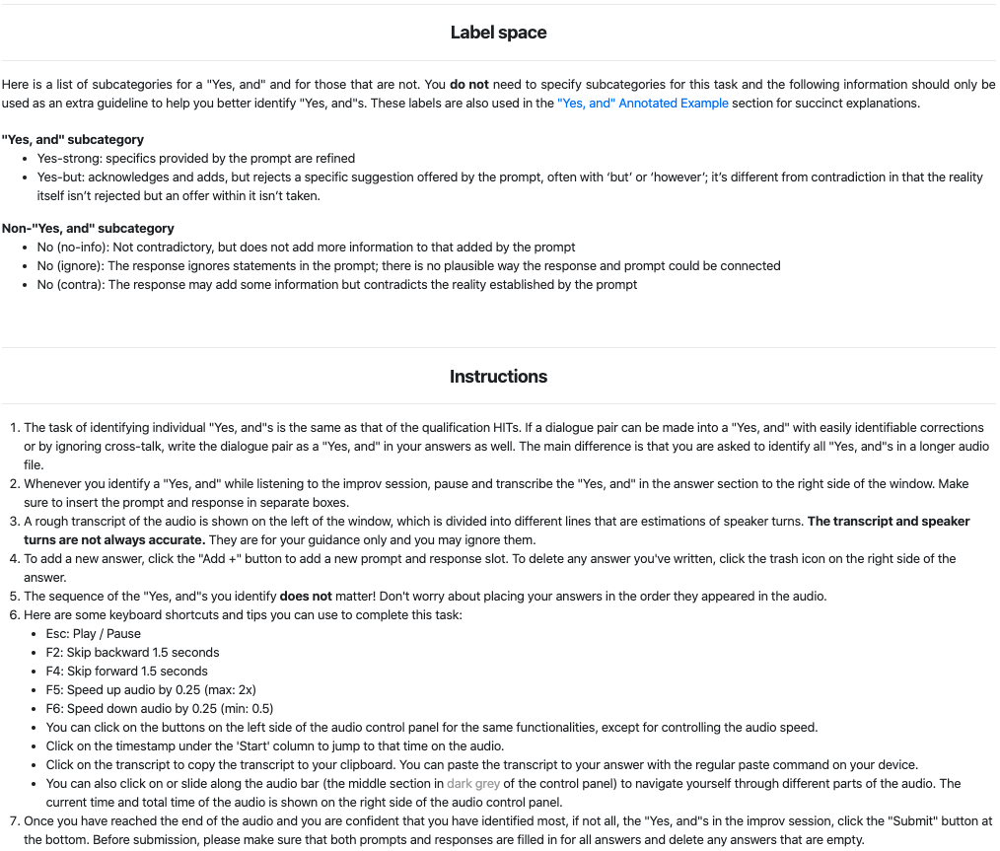 Label space
Here is a list of subcategories for a "Yes, and" and for those that are not. You do not need to specify subcategories for this task and the following information should only be
used as an extra guideline to help you better identify "Yes, and"s. These labels are also used in the "Yes, and" Annotated Example section for succinct explanations.
"Yes, and" subcategory
• Yes-strong: specifics provided by the prompt are refined
• Yes-but: acknowledges and adds, but rejects a specific suggestion offered by the prompt, often with ‘but’ or ‘however’; it’s different from contradiction in that the reality
itself isn’t rejected but an offer within it isn’t taken.
Non-"Yes, and" subcategory
• No (no-info): Not contradictory, but does not add more information to that added by the prompt
• No (ignore): The response ignores statements in the prompt; there is no plausible way the response and prompt could be connected
• No (contra): The response may add some information but contradicts the reality established by the prompt
Instructions
1. The task of identifying individual "Yes, and"s is the same as that of the qualification HITs. If a dialogue pair can be made into a "Yes, and" with easily identifiable corrections
or by ignoring cross-talk, write the dialogue pair as a "Yes, and" in your answers as well. The main difference is that you are asked to identify all "Yes, and"s in a longer audio
file.
2. Whenever you identify a "Yes, and" while listening to the improv session, pause and transcribe the "Yes, and" in the answer section to the right side of the window. Make
sure to insert the prompt and response in separate boxes.
3. A rough transcript of the audio is shown on the left of the window, which is divided into different lines that are estimations of speaker turns. The transcript and speaker
turns are not always accurate. They are for your guidance only and you may ignore them.
4. To add a new answer, click the "Add +" button to add a new prompt and response slot. To delete any answer you've written, click the trash icon on the right side of the
answer.
5. The sequence of the "Yes, and"s you identify does not matter! Don't worry about placing your answers in the order they appeared in the audio.
6. Here are some keyboard shortcuts and tips you can use to complete this task:
• Esc: Play / Pause
• F2: Skip backward 1.5 seconds
• F4: Skip forward 1.5 seconds
• F5: Speed up audio by 0.25 (max: 2x)
• F6: Speed down audio by 0.25 (min: 0.5)
• You can click on the buttons on the left side of the audio control panel for the same functionalities, except for controlling the audio speed.
• Click on the timestamp under the 'Start' column to jump to that time on the audio.
• Click on the transcript to copy the transcript to your clipboard. You can paste the transcript to your answer with the regular paste command on your device.
• You can also click on or slide along the audio bar (the middle section in dark grey of the control panel) to navigate yourself through different parts of the audio. The
current time and total time of the audio is shown on the right side of the audio control panel.
7. Once you have reached the end of the audio and you are confident that you have identified most, if not all, the "Yes, and"s in the improv session, click the "Submit" button at
the bottom. Before submission, please make sure that both prompts and responses are filled in for all answers and delete any answers that are empty.